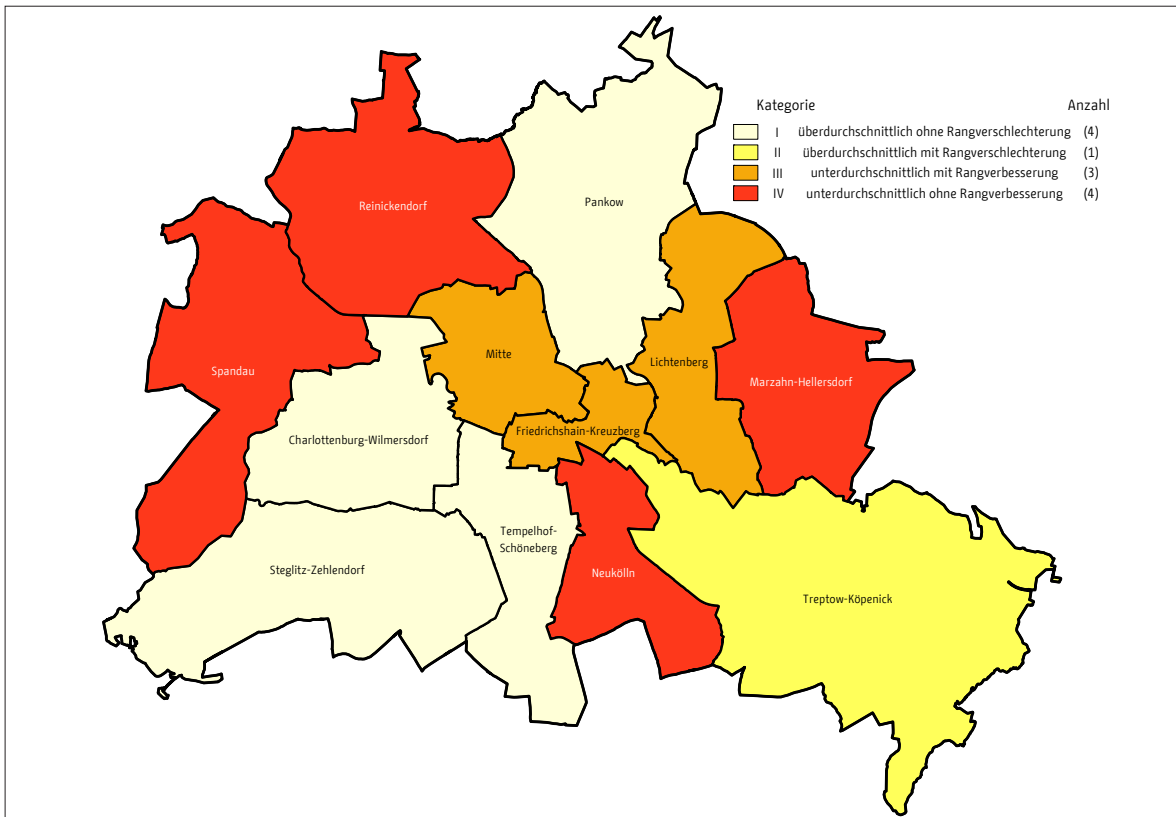 Kategorie Anzahl
I überdurchschnittlich ohne Rangverschlechterung (4)
II überdurchschnittlich mit Rangverschlechterung (1)
III unterdurchschnittlich mit Rangverbesserung (3)
IV unterdurchschnittlich ohne Rangverbesserung (4)
Reinickendorf
Pankow
Mitte
Lichtenberg
Spandau
Marzahn-Hellersdorf
Friedrichshain-Kreuzberg
Charlottenburg-Wilmersdorf
Tempelhof-
Schöneberg
Steglitz-Zehlendorf
Neukölln
Treptow-Köpenick